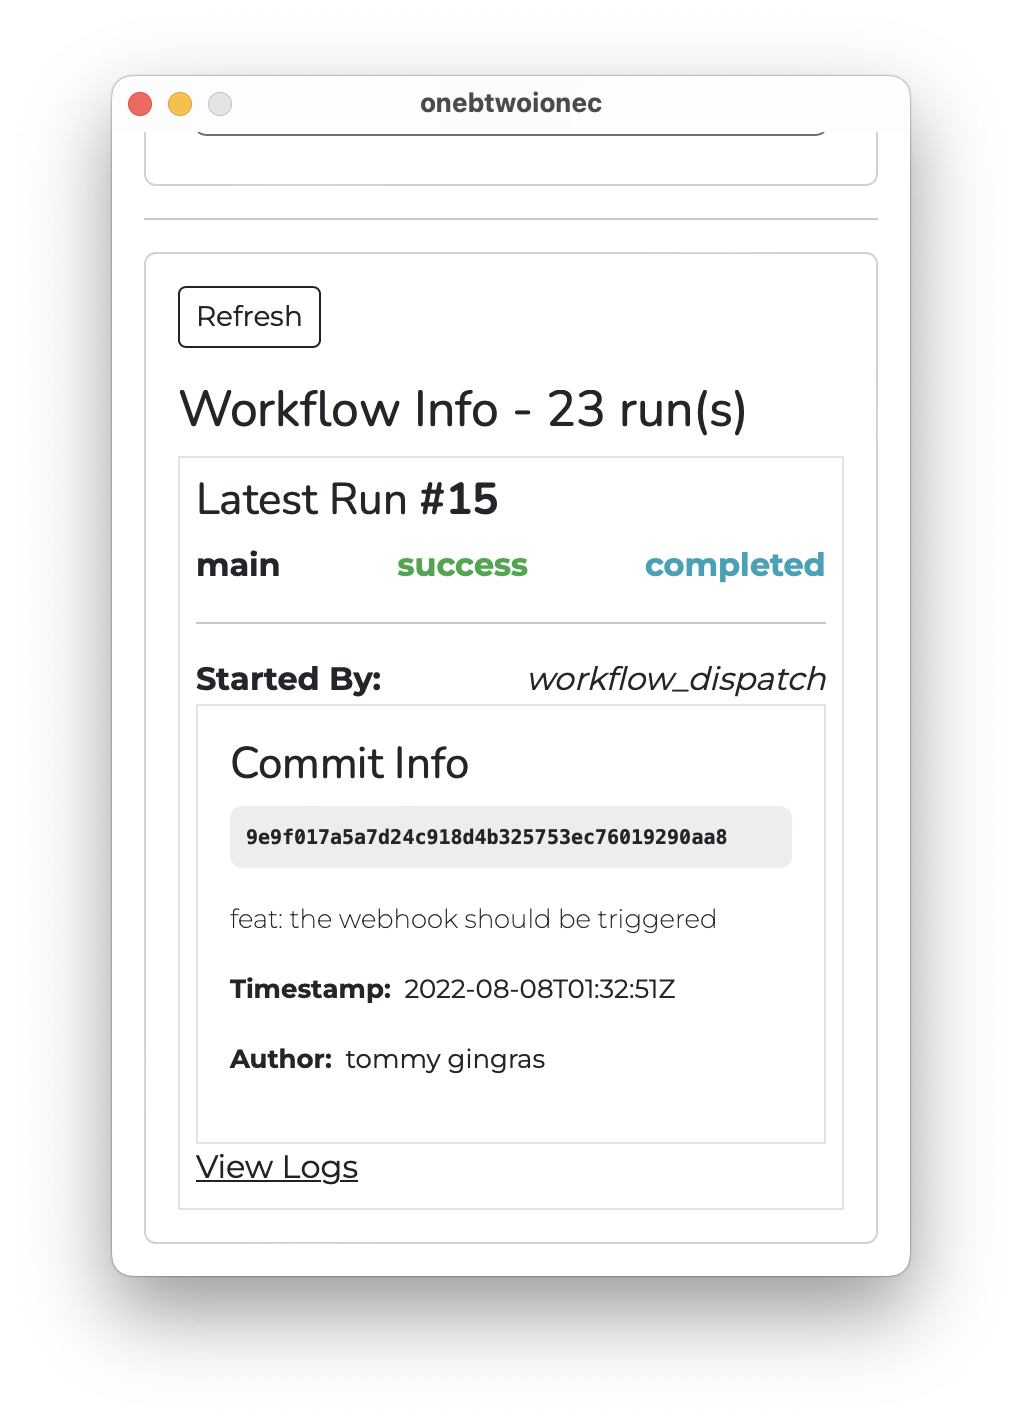 onebtwoionec
Refresh
Workflow Info - 23 run(s)
Latest Run #15
main success completed
Started By: workflow_dispatch
Commit Info
9e9f017a5a7d24c918d4b325753ec76019290aa8
feat: the webhook should be triggered
Timestamp: 2022-08-08T01:32:51Z
Author: tommy gingras
View Logs